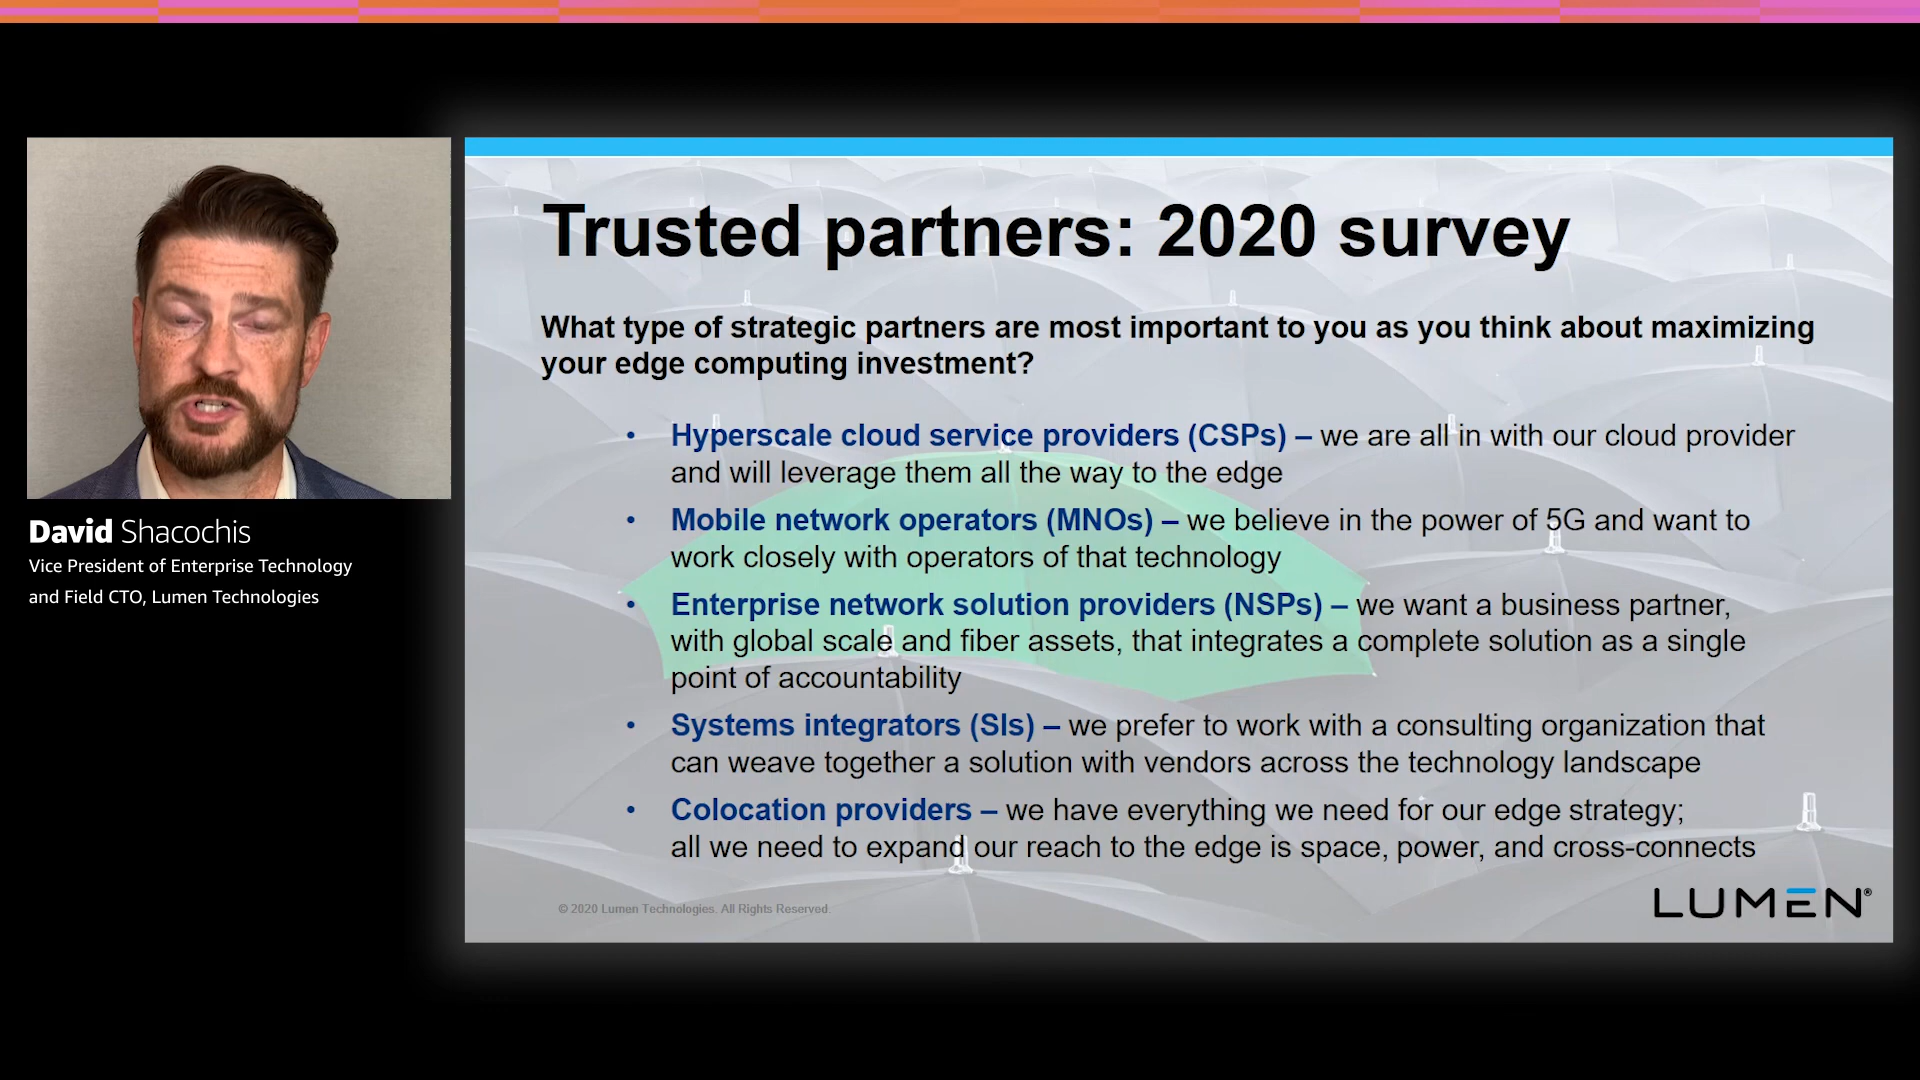 David Shacochis
Vice President of Enterprise Technology
and Field CTO, Lumen Technologies
Trusted partners: 2020 survey
What type of strategic partners are most important to you as you think about maximizing
your edge computing investment?
• Hyperscale cloud service providers (CSPs) – we are all in with our cloud provider
and will leverage them all the way to the edge
• Mobile network operators (MNOs) – we believe in the power of 5G and want to
work closely with operators of that technology
• Enterprise network solution providers (NSPs) – we want a business partner,
with global scale and fiber assets, that integrates a complete solution as a single
point of accountability
• Systems integrators (SIs) – we prefer to work with a consulting organization that
can weave together a solution with vendors across the technology landscape
• Colocation providers – we have everything we need for our edge strategy;
all we need to expand our reach to the edge is space, power, and cross-connects
© 2020 Lumen Technologies. All Rights Reserved.
LUMEN®